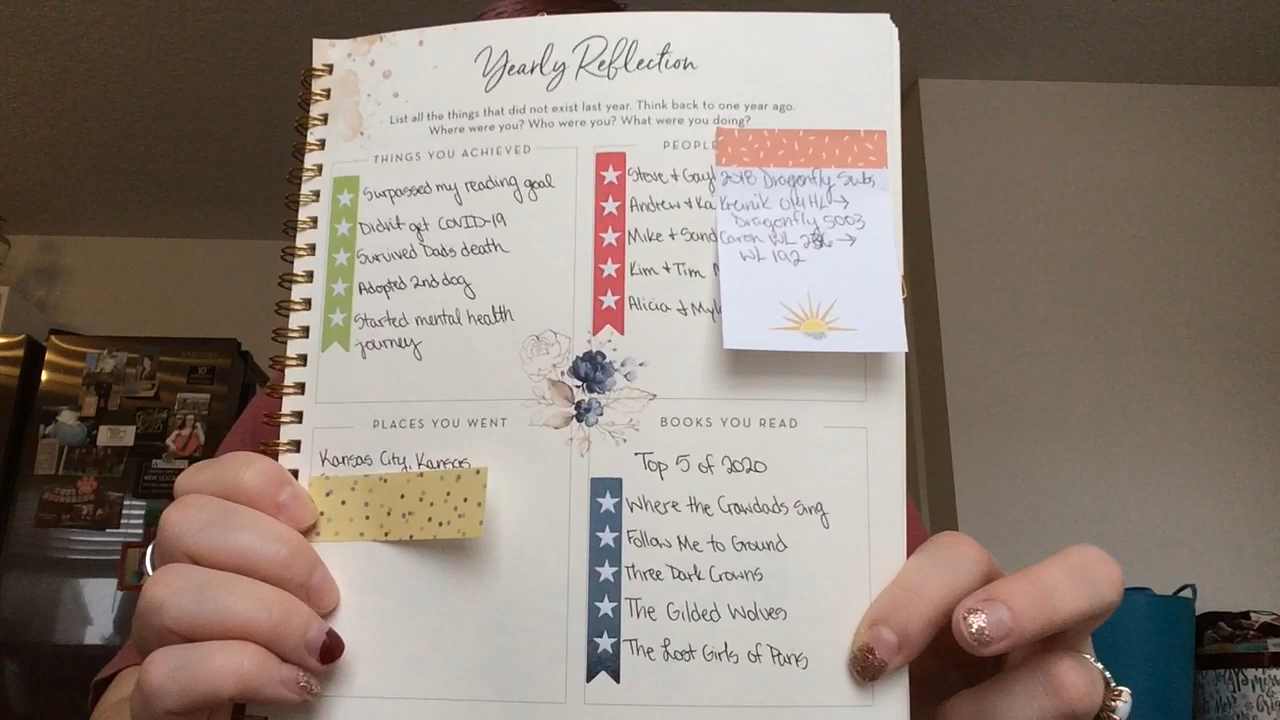 Yearly Reflection
List all the things that did not exist last year. Think back to one year ago.
Where were you? Who were you? What were you doing?
THINGS YOU ACHIEVED
Surpassed my reading goal
Didn't get COVID-19
Survived Dads death
Adopted 2nd dog
Started mental health
journey
PEOPLE
Steve + Gayl
Andrew + Ka
Mike + Sand
Kim + Tim
Alicia + Myl
2018 Dragonfly Subs
Kreinik 014HL →
Dragonfly 5003
Caron WL →
WL 192
PLACES YOU WENT
Kansas City, Kansas
BOOKS YOU READ
Top 5 of 2020
Where the Crawdads Sing
Follow Me to Ground
Three Dark Crowns
The Gilded Wolves
The Lost Girls of Paris